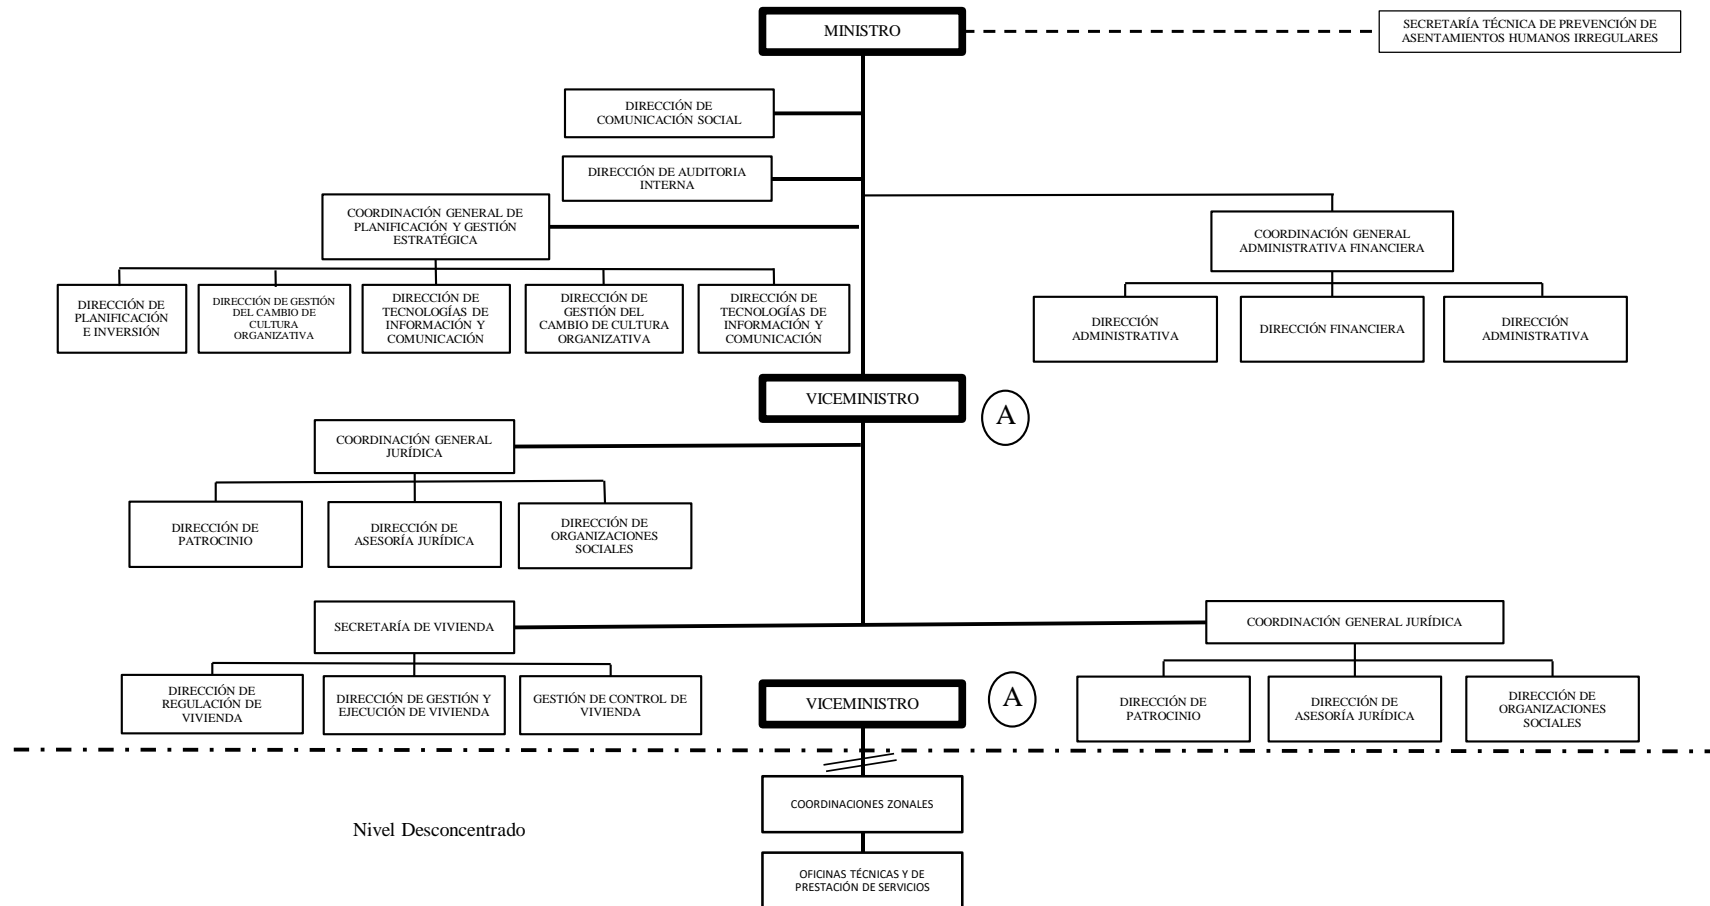 MINISTRO
SECRETARÍA TÉCNICA DE PREVENCIÓN DE
ASENTAMIENTOS HUMANOS IRREGULARES
DIRECCIÓN DE
COMUNICACIÓN SOCIAL
DIRECCIÓN DE AUDITORIA
INTERNA
COORDINACIÓN GENERAL DE
PLANIFICACIÓN Y GESTIÓN
ESTRATÉGICA
COORDINACIÓN GENERAL
ADMINISTRATIVA FINANCIERA
DIRECCIÓN DE
PLANIFICACIÓN
E INVERSIÓN
DIRECCIÓN DE GESTIÓN
DEL CAMBIO DE
CULTURA
ORGANIZATIVA
DIRECCIÓN DE
TECNOLOGÍAS DE
INFORMACIÓN Y
COMUNICACIÓN
DIRECCIÓN DE
GESTIÓN DEL
CAMBIO DE CULTURA
ORGANIZATIVA
DIRECCIÓN DE
TECNOLOGÍAS DE
INFORMACIÓN Y
COMUNICACIÓN
DIRECCIÓN
ADMINISTRATIVA
DIRECCIÓN FINANCIERA
DIRECCIÓN
ADMINISTRATIVA
VICEMINISTRO
A
COORDINACIÓN GENERAL
JURÍDICA
DIRECCIÓN DE
PATROCINIO
DIRECCIÓN DE
ASESORÍA JURÍDICA
DIRECCIÓN DE
ORGANIZACIONES
SOCIALES
SECRETARÍA DE VIVIENDA
COORDINACIÓN GENERAL JURÍDICA
DIRECCIÓN DE
REGULACIÓN DE
VIVIENDA
DIRECCIÓN DE GESTIÓN Y
EJECUCIÓN DE VIVIENDA
GESTIÓN DE CONTROL DE
VIVIENDA
VICEMINISTRO
A
DIRECCIÓN DE
PATROCINIO
DIRECCIÓN DE
ASESORÍA JURÍDICA
DIRECCIÓN DE
ORGANIZACIONES
SOCIALES
COORDINACIONES ZONALES
Nivel Desconcentrado
OFICINAS TÉCNICAS Y DE
PRESTACIÓN DE SERVICIOS